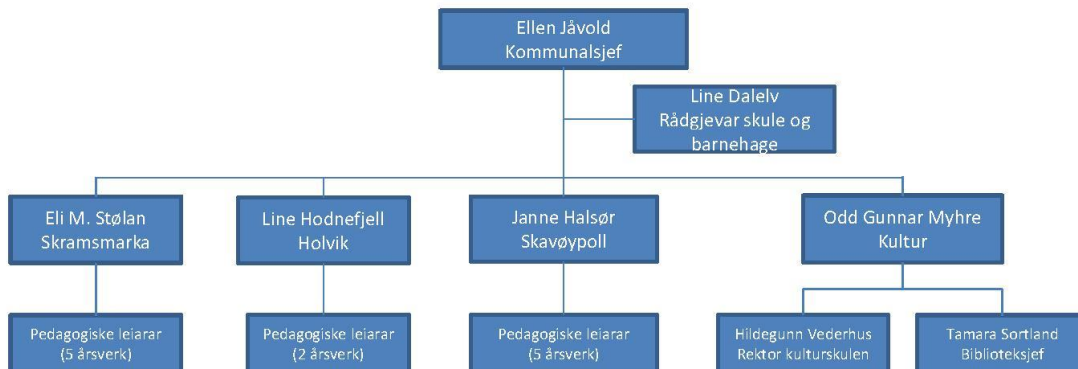 Ellen Jåvold
Kommunalsjef
Line Dalelv
Rådgjevar skule og
barnehage
Eli M. Stølan
Skramsmarka
Line Hodnefjell
Holvik
Janne Halsør
Skavøypoll
Odd Gunnar Myhre
Kultur
Pedagogiske leiarar
(5 årsverk)
Pedagogiske leiarar
(2 årsverk)
Pedagogiske leiarar
(5 årsverk)
Hildegunn Vederhus
Rektor kulturskulen
Tamara Sortland
Biblioteksjef